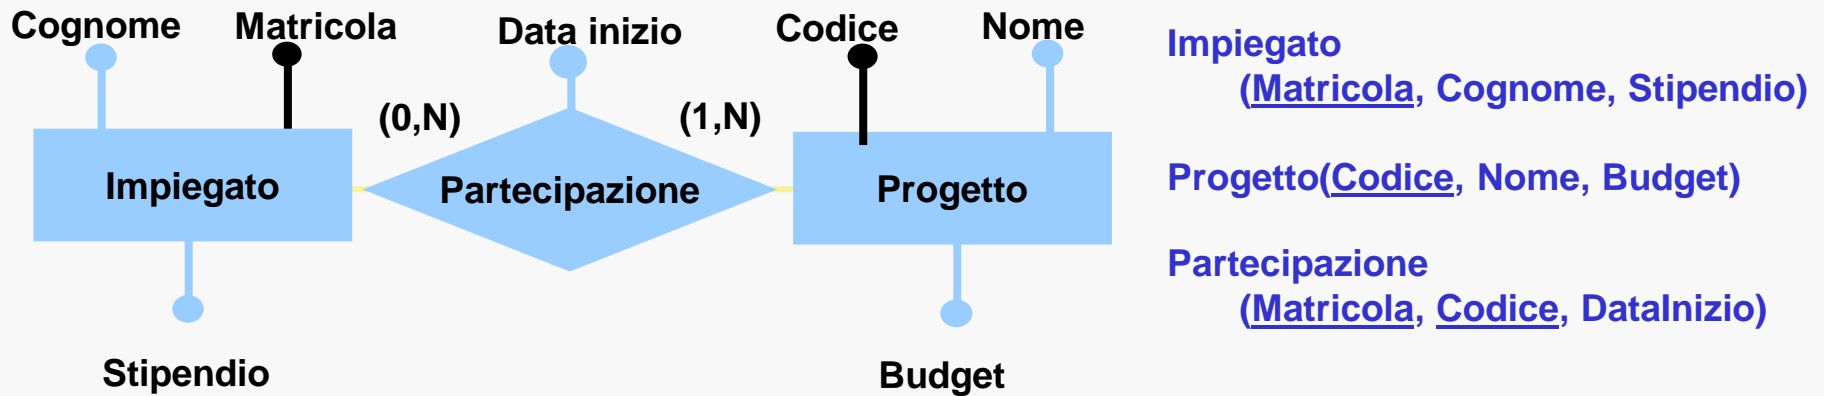 Cognome Matricola Data inizio Codice Nome
(0,N) (1,N)
Impiegato Partecipazione Progetto
Stipendio Budget
Impiegato
(Matricola, Cognome, Stipendio)
Progetto(Codice, Nome, Budget)
Partecipazione
(Matricola, Codice, DataInizio)